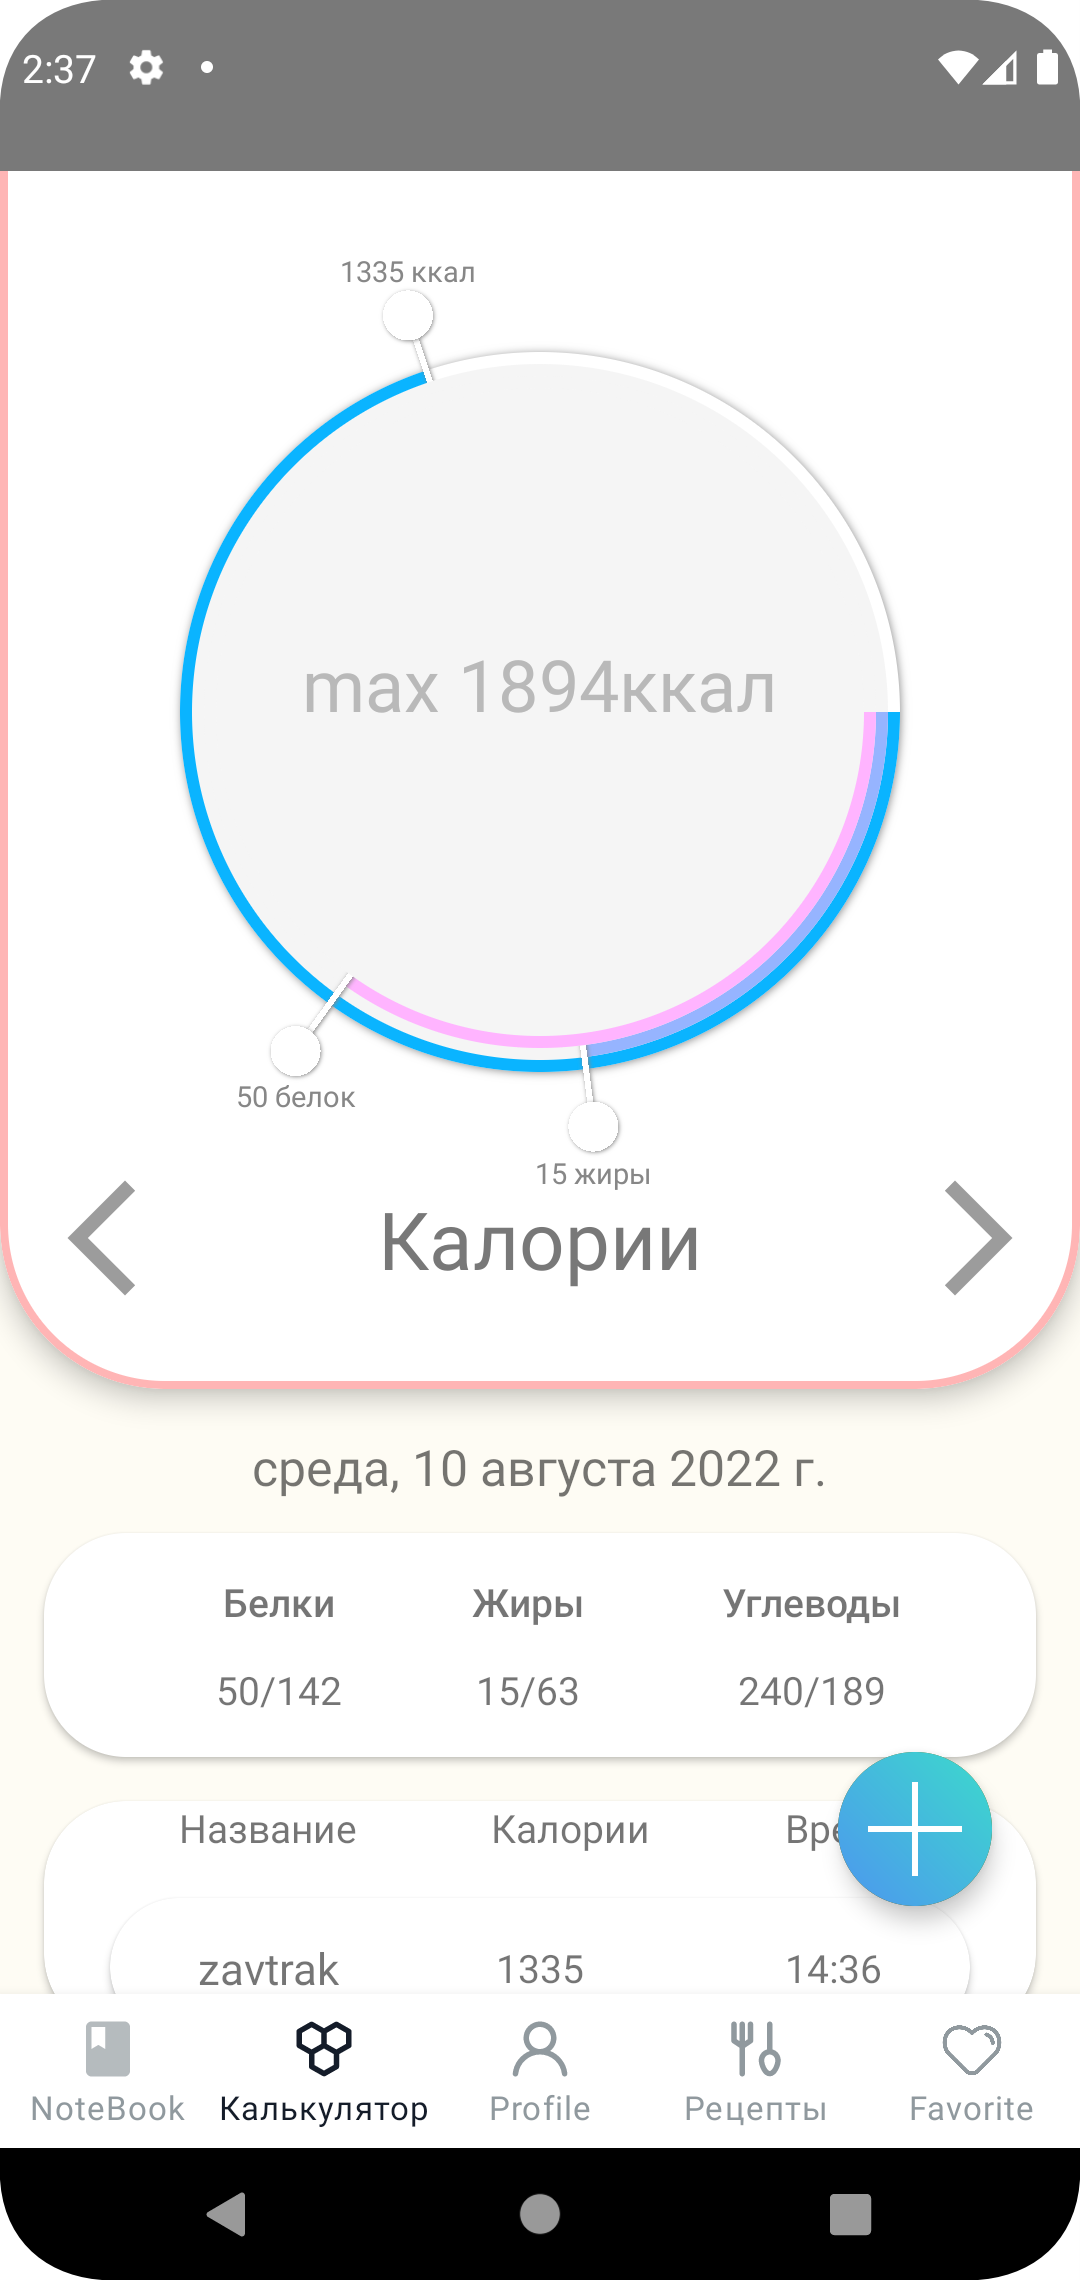 2:37
1335 ккал
max 1894ккал
50 белок
15 жиры
Калории
среда, 10 августа 2022 г.
Белки Жиры Углеводы
50/142 15/63 240/189
Название Калории Вре
zavtrak 1335 14:36
NoteBook Калькулятор Profile Рецепты Favorite